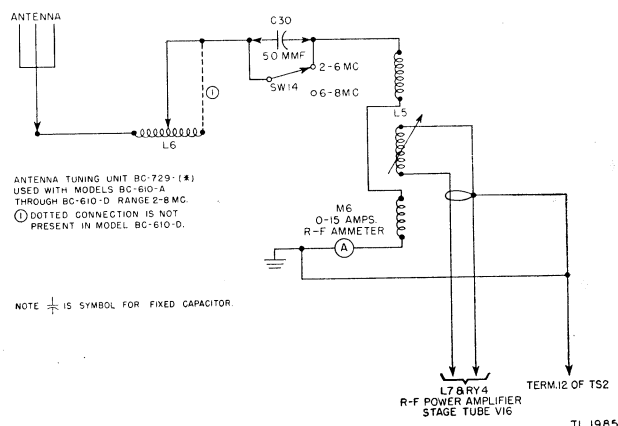 ANTENNA
C30
50 MMF
2-6 MC
SW14
6-8 MC
1
L6
L5
ANTENNA TUNING UNIT BC-729-(*)
USED WITH MODELS BC-610-A
THROUGH BC-610-D RANGE 2-8 MC.
1 DOTTED CONNECTION IS NOT
PRESENT IN MODEL BC-610-D.
M6
0-15 AMPS.
R-F AMMETER
A
NOTE IS SYMBOL FOR FIXED CAPACITOR.
L7 & RY4
R-F POWER AMPLIFIER
STAGE TUBE V16
TERM.12 OF TS2
TL 1985